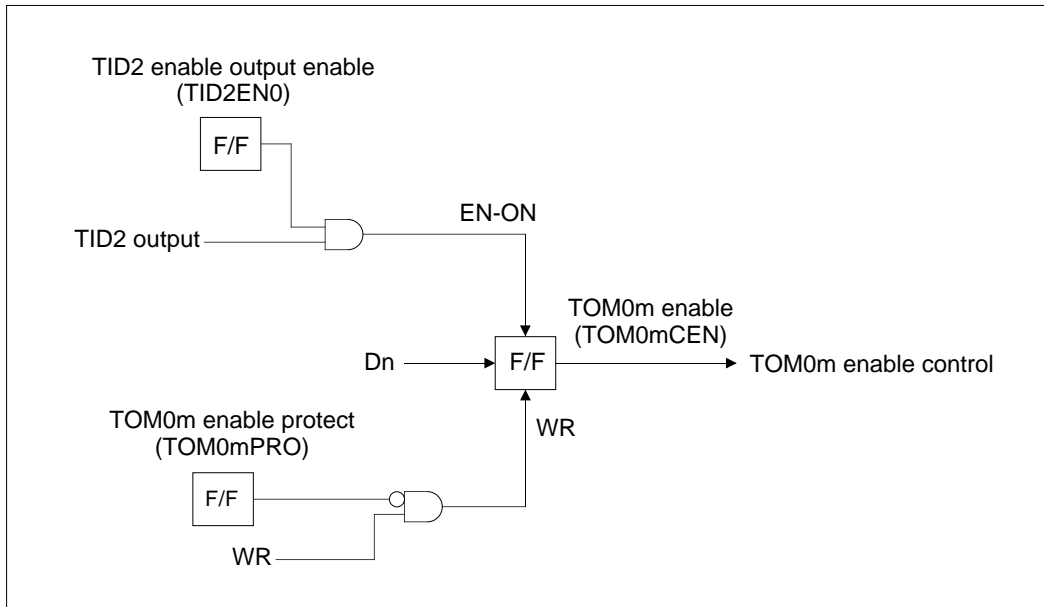 TID2 enable output enable
(TID2EN0)
F/F
EN-ON
TID2 output
TOM0m enable
(TOM0mCEN)
Dn
F/F
TOM0m enable control
TOM0m enable protect
(TOM0mPRO)
WR
F/F
WR